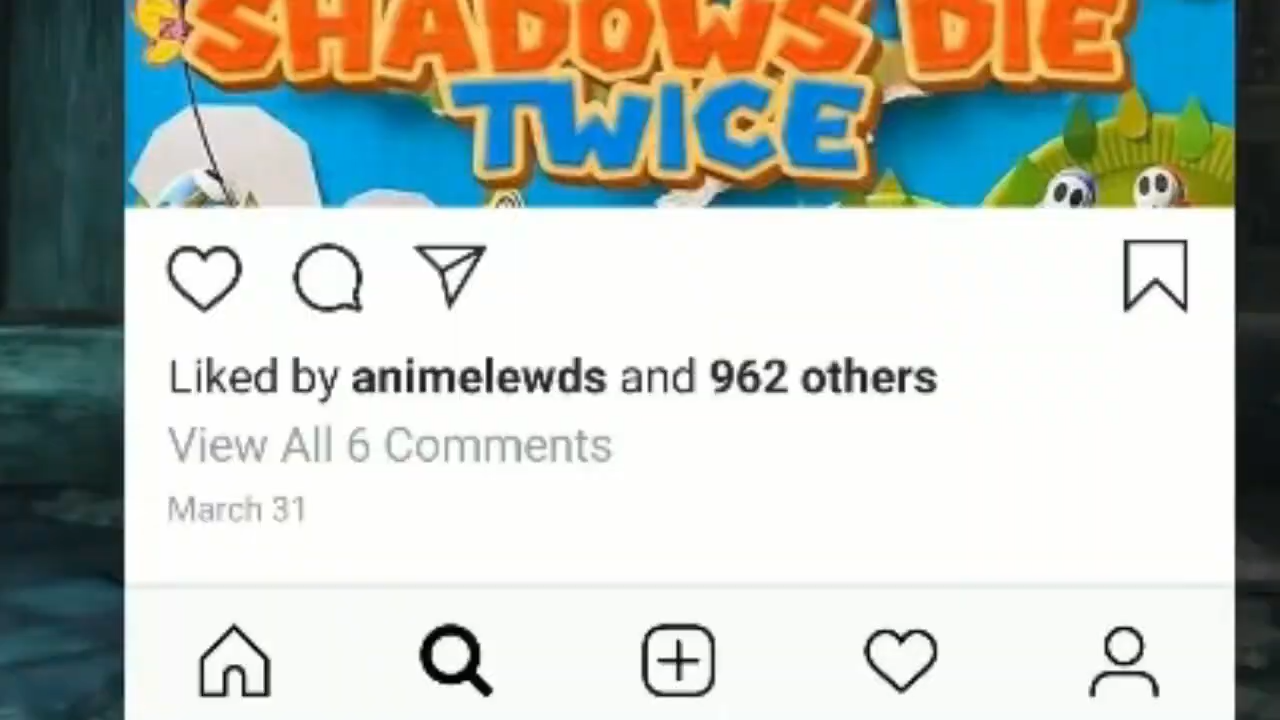 SHADOWS DIE
TWICE
Liked by animelewds and 962 others
View All 6 Comments
March 31